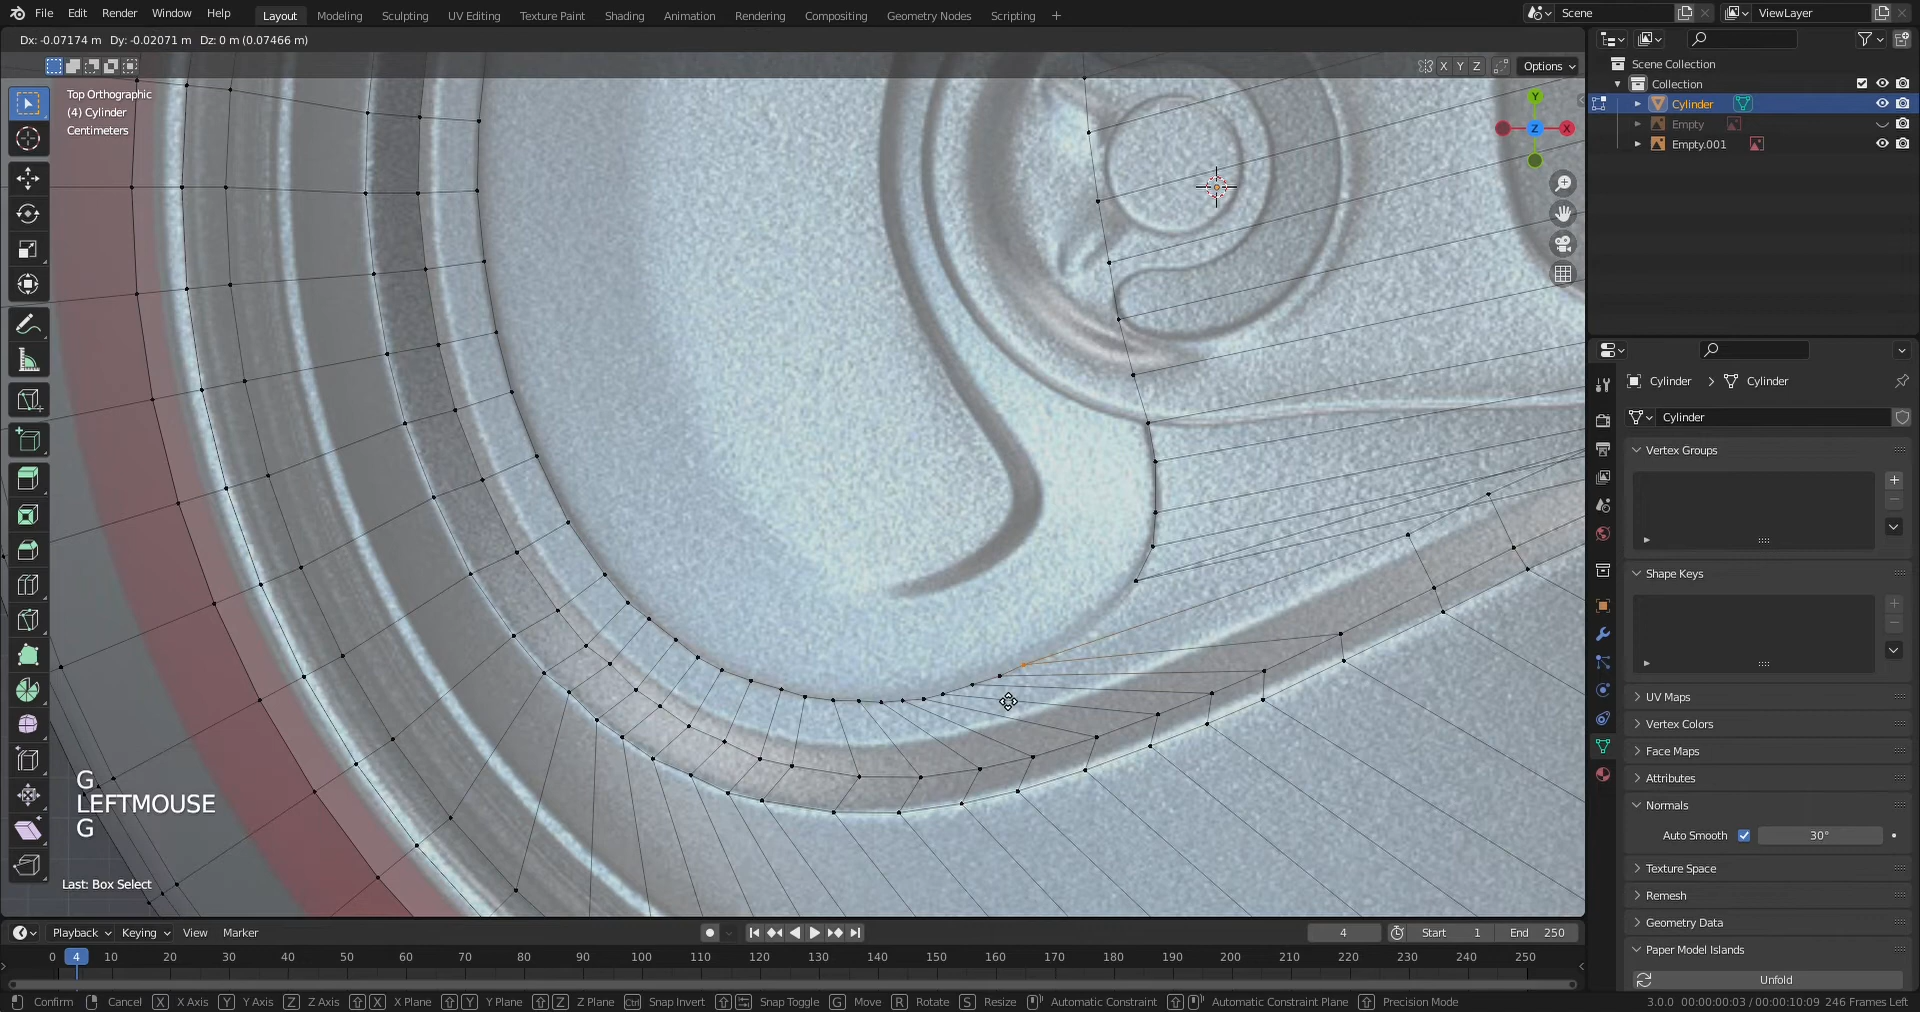 File Edit Render Window Help Layout Modeling Sculpting UV Editing Texture Paint Shading Animation Rendering Compositing Geometry Nodes Scripting + Scene ViewLayer
Dx: -0.07174 m Dy: -0.02071 m Dz: 0 m (0.07466 m)
X Y Z Options
Top Orthographic
(4) Cylinder
Centimeters
Y
Z X
G
LEFTMOUSE
G
Last: Box Select
Scene Collection
Collection
Cylinder
Empty
Empty.001
Cylinder > Cylinder
Cylinder
Vertex Groups
Shape Keys
UV Maps
Vertex Colors
Face Maps
Attributes
Normals
Auto Smooth 30°
Texture Space
Remesh
Geometry Data
Paper Model Islands
Unfold
Playback Keying View Marker 4 Start 1 End 250
0 4 10 20 30 40 50 60 70 80 90 100 110 120 130 140 150 160 170 180 190 200 210 220 230 240 250
Confirm Cancel X X Axis Y Y Axis Z Z Axis X X Plane Y Y Plane Z Z Plane Ctrl Snap Invert Snap Toggle G Move R Rotate S Resize Automatic Constraint Automatic Constraint Plane Precision Mode 3.0.0 00:00:00:03 / 00:00:10:09 246 Frames Left